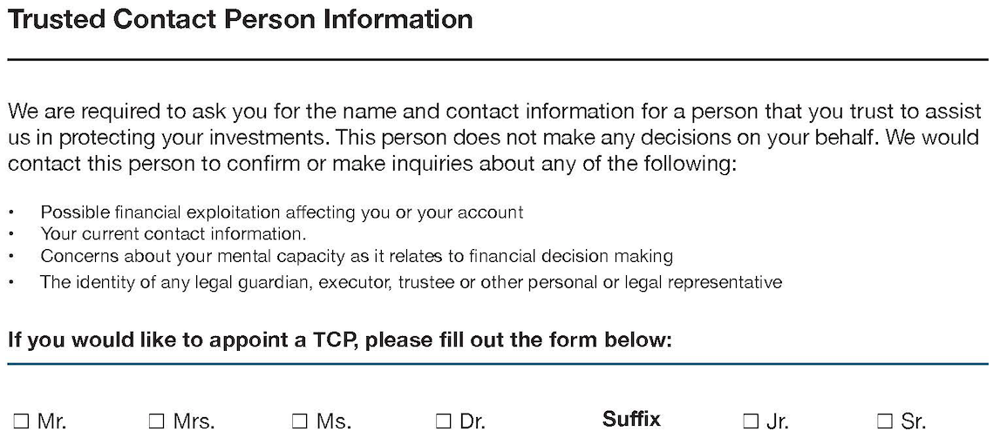 Trusted Contact Person Information
We are required to ask you for the name and contact information for a person that you trust to assist
us in protecting your investments. This person does not make any decisions on your behalf. We would
contact this person to confirm or make inquiries about any of the following:
• Possible financial exploitation affecting you or your account
• Your current contact information.
• Concerns about your mental capacity as it relates to financial decision making
• The identity of any legal guardian, executor, trustee or other personal or legal representative
If you would like to appoint a TCP, please fill out the form below:
☐ Mr. ☐ Mrs. ☐ Ms. ☐ Dr. Suffix ☐ Jr. ☐ Sr.